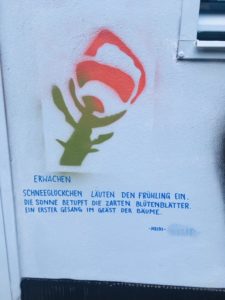 ERWACHEN
SCHNEEGLÖCKCHEN LÄUTEN DEN FRÜHLING EIN.
DIE SONNE BETUPFT DIE ZARTEN BLÜTENBLÄTTER.
EIN ERSTER GESANG IM GEÄST DER BÄUME.